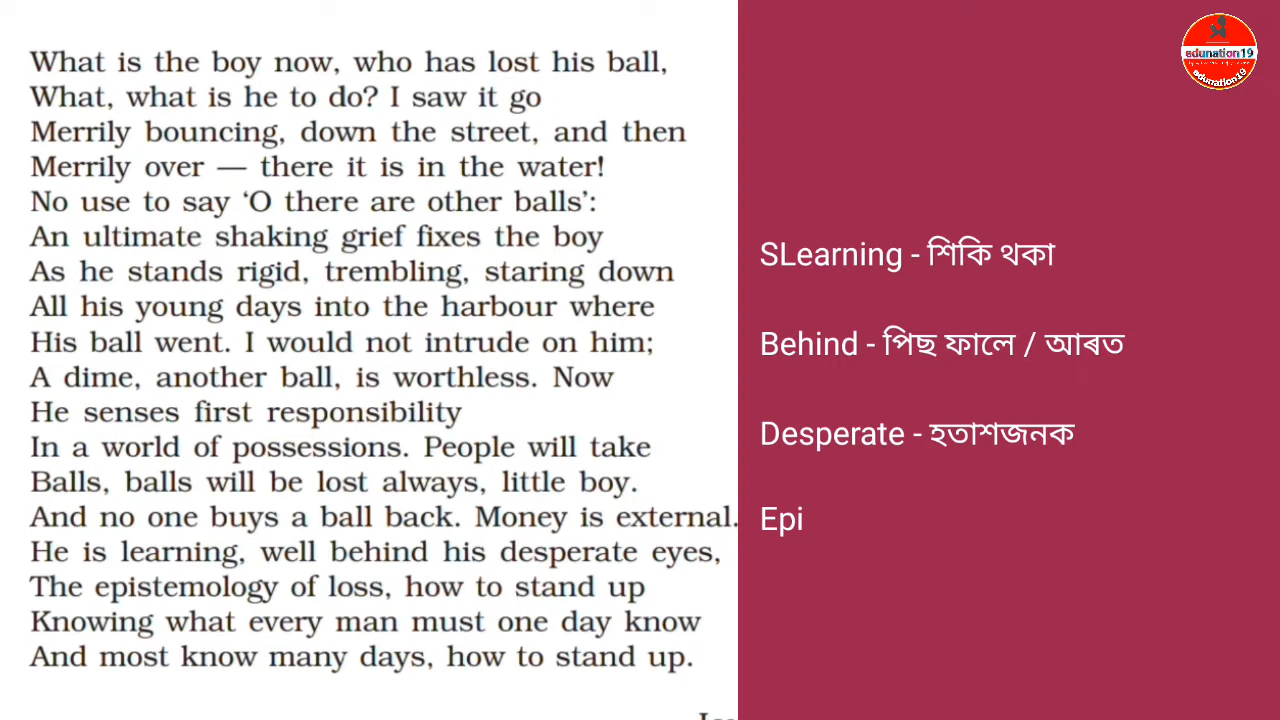 What is the boy now, who has lost his ball,
What, what is he to do? I saw it go
Merrily bouncing, down the street, and then
Merrily over — there it is in the water!
No use to say ‘O there are other balls’:
An ultimate shaking grief fixes the boy
As he stands rigid, trembling, staring down
All his young days into the harbour where
His ball went. I would not intrude on him;
A dime, another ball, is worthless. Now
He senses first responsibility
In a world of possessions. People will take
Balls, balls will be lost always, little boy.
And no one buys a ball back. Money is external.
He is learning, well behind his desperate eyes,
The epistemology of loss, how to stand up
Knowing what every man must one day know
And most know many days, how to stand up.
edunation19
edunation19
SLearning - শিকি থকা
Behind - পিছ ফালে / আৰত
Desperate - হতাশজনক
Epi